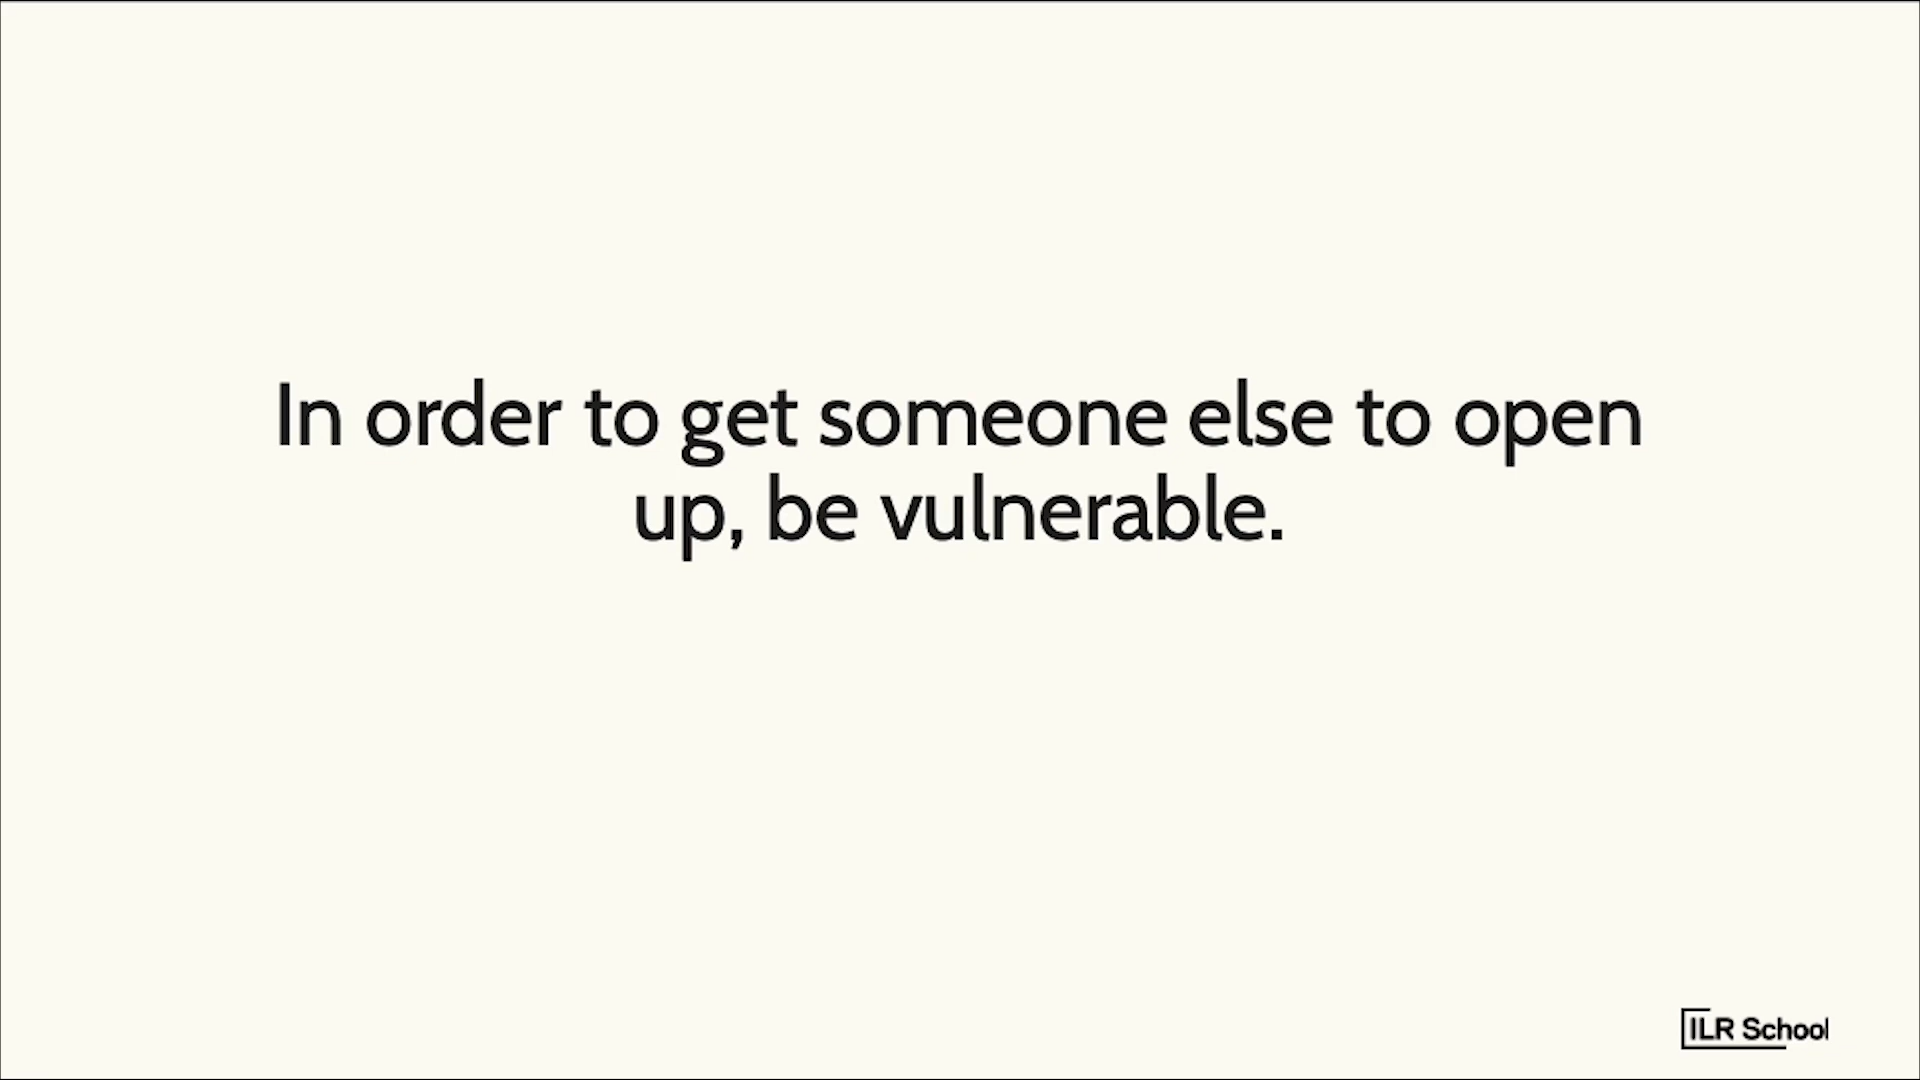 In order to get someone else to open
up, be vulnerable.
ILR School